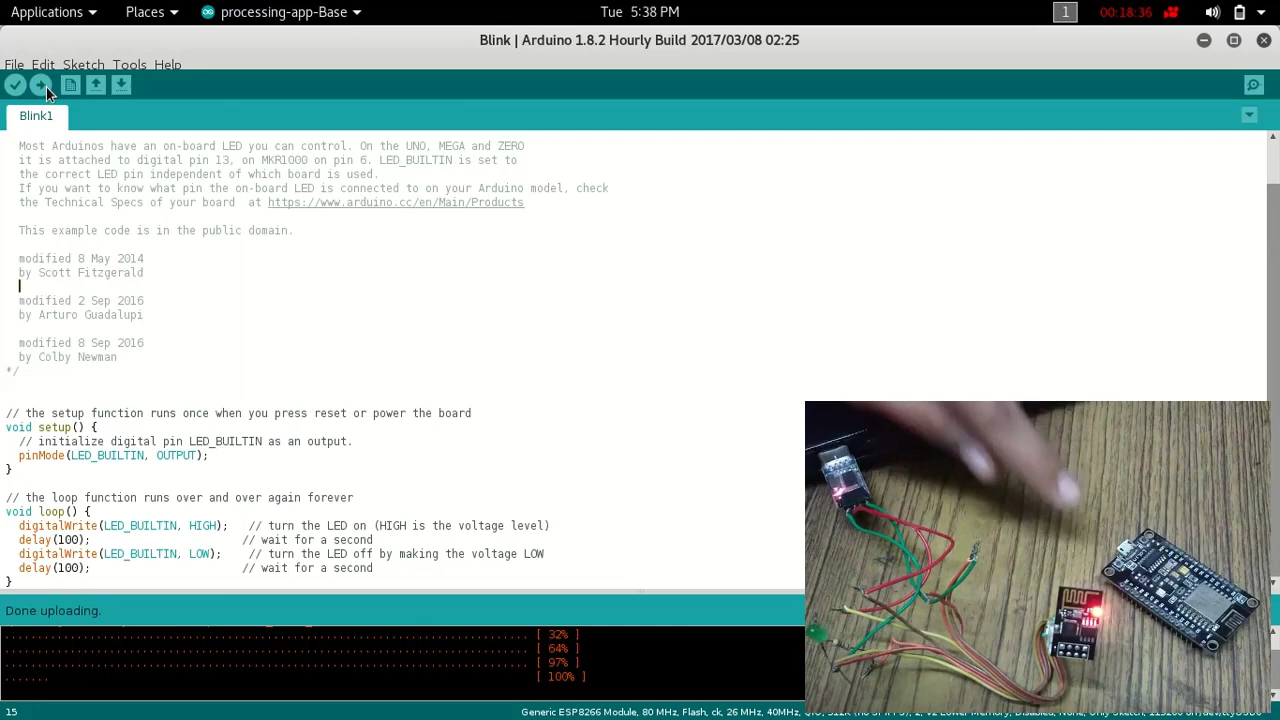 Applications Places processing-app-Base Tue 5:38 PM 1 00:18:36
Blink | Arduino 1.8.2 Hourly Build 2017/03/08 02:25
File Edit Sketch Tools Help
Blink1
Most Arduinos have an on-board LED you can control. On the UNO, MEGA and ZERO
it is attached to digital pin 13, on MKR1000 on pin 6. LED_BUILTIN is set to
the correct LED pin independent of which board is used.
If you want to know what pin the on-board LED is connected to on your Arduino model, check
the Technical Specs of your board at https://www.arduino.cc/en/Main/Products
This example code is in the public domain.
modified 8 May 2014
by Scott Fitzgerald
modified 2 Sep 2016
by Arturo Guadalupi
modified 8 Sep 2016
by Colby Newman
*/
// the setup function runs once when you press reset or power the board
void setup() {
// initialize digital pin LED_BUILTIN as an output.
pinMode(LED_BUILTIN, OUTPUT);
}
// the loop function runs over and over again forever
void loop() {
digitalWrite(LED_BUILTIN, HIGH); // turn the LED on (HIGH is the voltage level)
delay(100); // wait for a second
digitalWrite(LED_BUILTIN, LOW); // turn the LED off by making the voltage LOW
delay(100); // wait for a second
}
Done uploading.
................................................................................ [ 32% ]
................................................................................ [ 64% ]
................................................................................ [ 97% ]
....... [ 100% ]
15 Generic ESP8266 Module, 80 MHz, Flash, ck, 26 MHz, 40MHz,